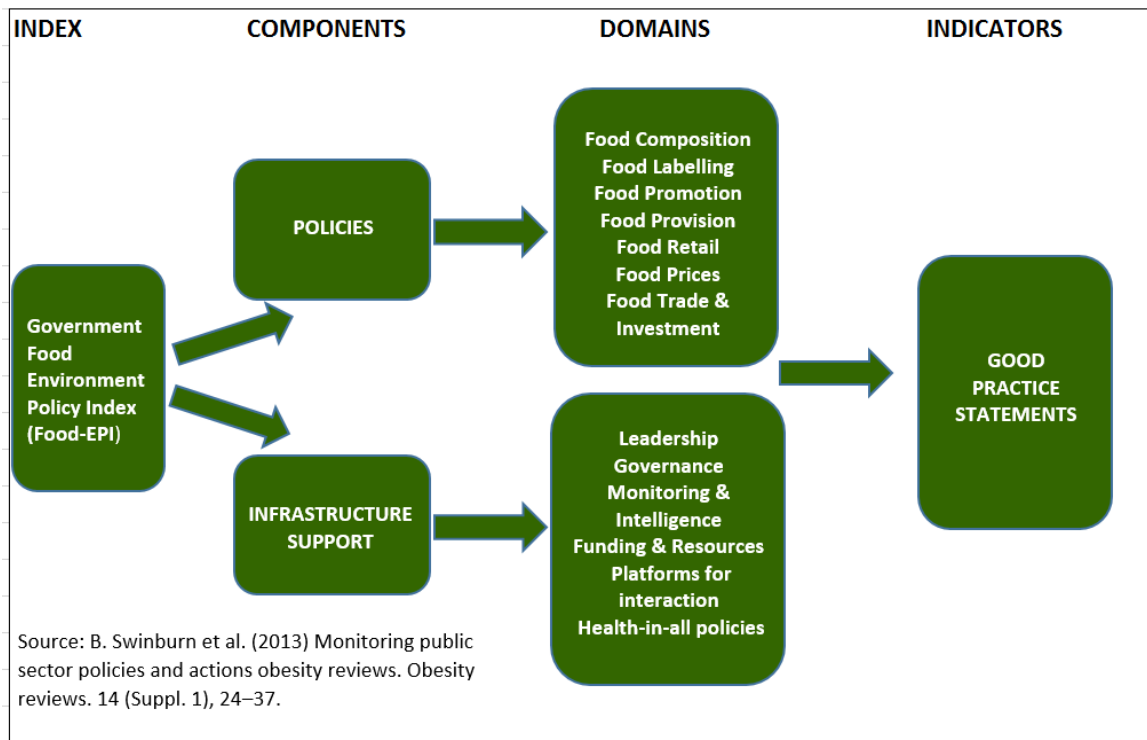 INDEX
COMPONENTS
DOMAINS
INDICATORS
Government
Food
Environment
Policy Index
(Food-EPI)
POLICIES
INFRASTRUCTURE
SUPPORT
Food Composition
Food Labelling
Food Promotion
Food Provision
Food Retail
Food Prices
Food Trade &
Investment
Leadership
Governance
Monitoring &
Intelligence
Funding & Resources
Platforms for
interaction
Health-in-all policies
GOOD
PRACTICE
STATEMENTS
Source: B. Swinburn et al. (2013) Monitoring public
sector policies and actions obesity reviews. Obesity
reviews. 14 (Suppl. 1), 24–37.